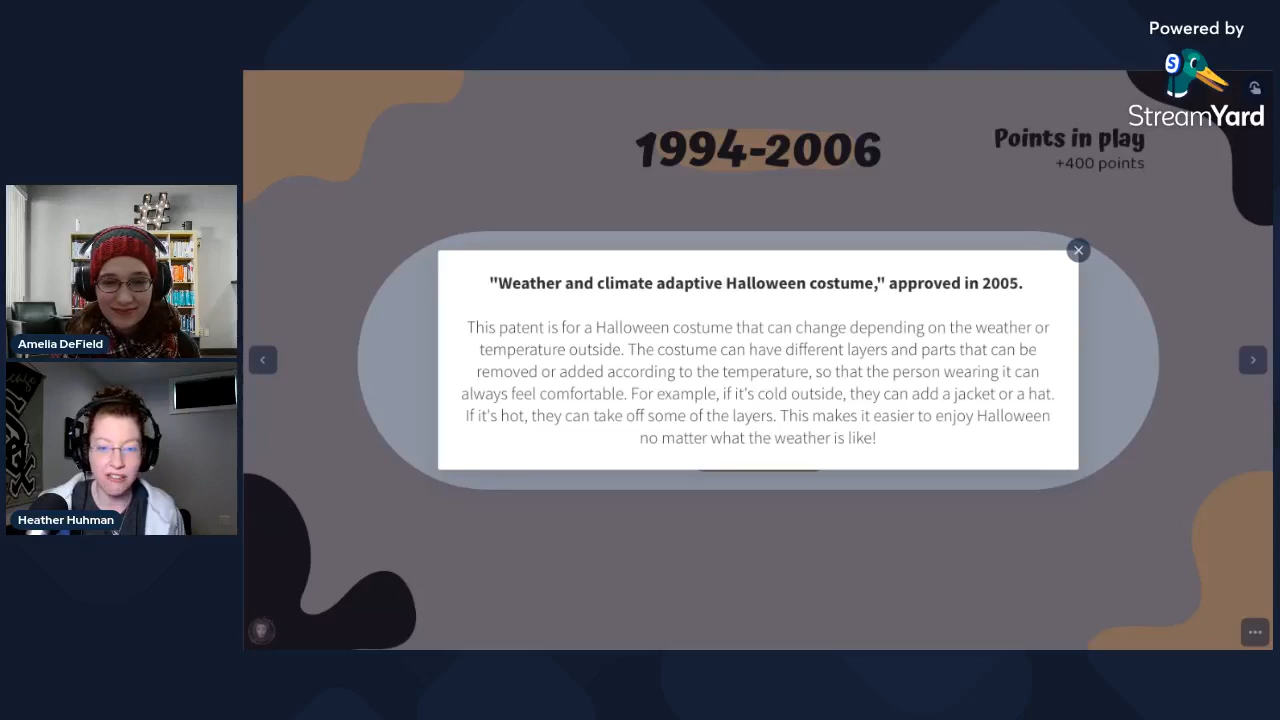 Powered by
StreamYard
1994-2006
Points in play
+400 points
"Weather and climate adaptive Halloween costume," approved in 2005.
This patent is for a Halloween costume that can change depending on the weather or
temperature outside. The costume can have different layers and parts that can be
removed or added according to the temperature, so that the person wearing it can
always feel comfortable. For example, if it's cold outside, they can add a jacket or a hat.
If it's hot, they can take off some of the layers. This makes it easier to enjoy Halloween
no matter what the weather is like!
#
Amelia DeField
Heather Huhman